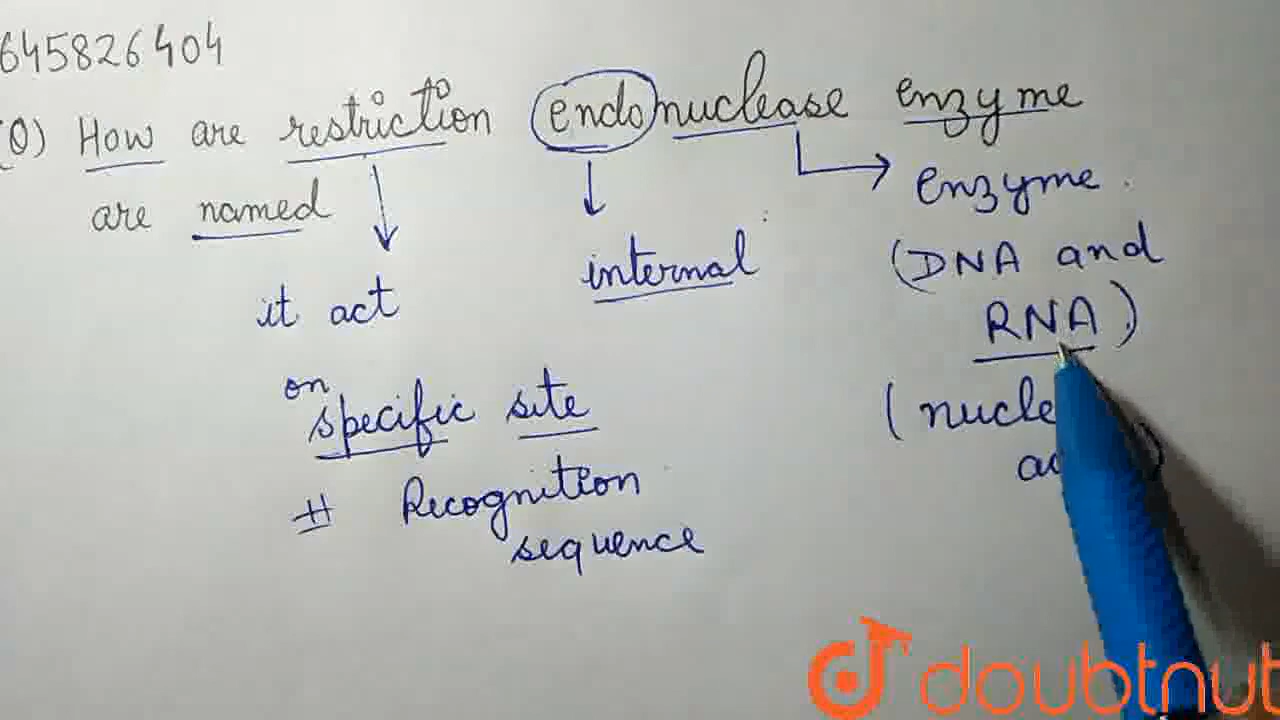 645826404
(Q) How are restriction endonuclease enzyme
are named
it act
on
specific site
# Recognition
sequence
internal
enzyme.
(DNA and
RNA)
(
doubtnut